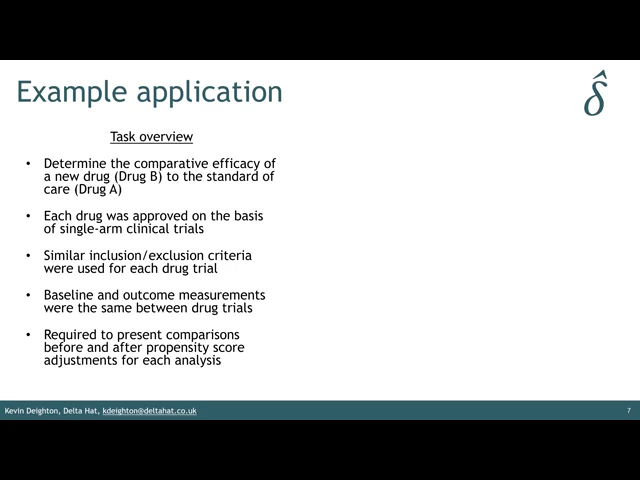 Example application
δ̂
Task overview
• Determine the comparative efficacy of
a new drug (Drug B) to the standard of
care (Drug A)
• Each drug was approved on the basis
of single-arm clinical trials
• Similar inclusion/exclusion criteria
were used for each drug trial
• Baseline and outcome measurements
were the same between drug trials
• Required to present comparisons
before and after propensity score
adjustments for each analysis
Kevin Deighton, Delta Hat, kdeighton@deltahat.co.uk
7